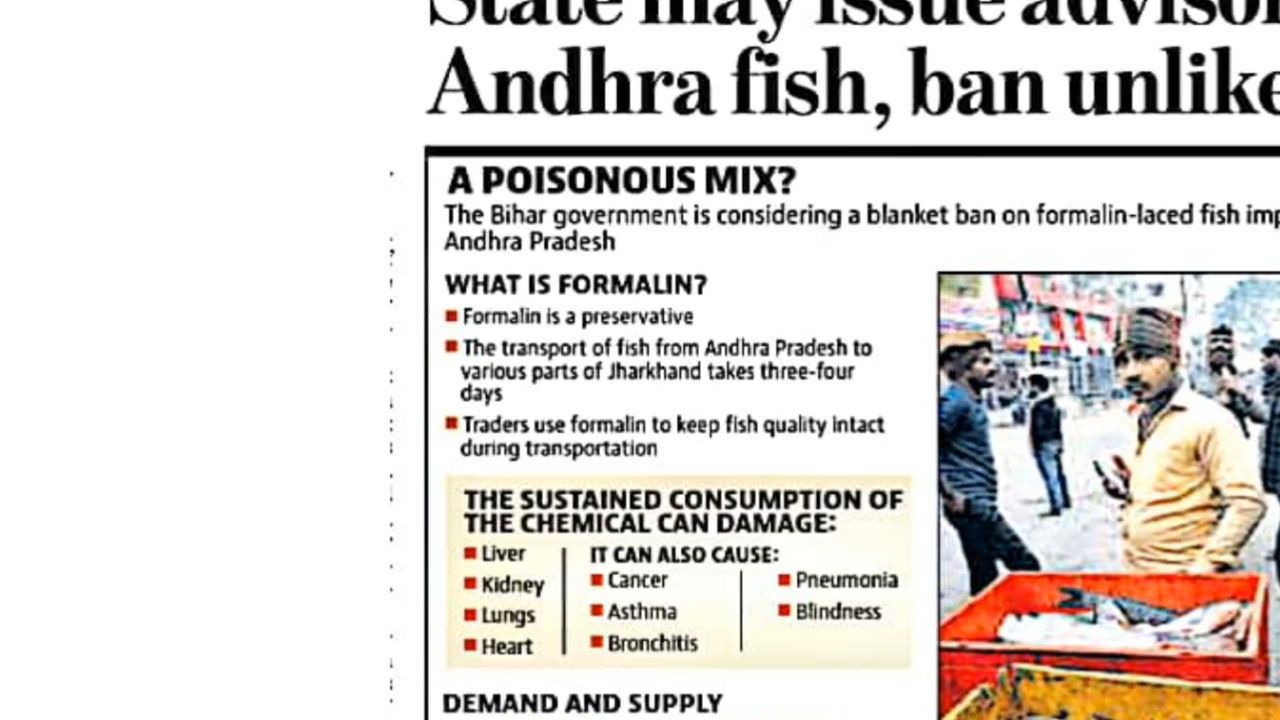 State may issue
Andhra fish, ban
A POISONOUS MIX?
The Bihar government is considering a blanket ban on formalin-laced fish
Andhra Pradesh
WHAT IS FORMALIN?
Formalin is a preservative
The transport of fish from Andhra Pradesh to
various parts of Jharkhand takes three-four
days
Traders use formalin to keep fish quality intact
during transportation
THE SUSTAINED CONSUMPTION OF
THE CHEMICAL CAN DAMAGE:
Liver
Kidney
Lungs
Heart
IT CAN ALSO CAUSE:
Cancer
Asthma
Bronchitis
Pneumonia
Blindness
DEMAND AND SUPPLY